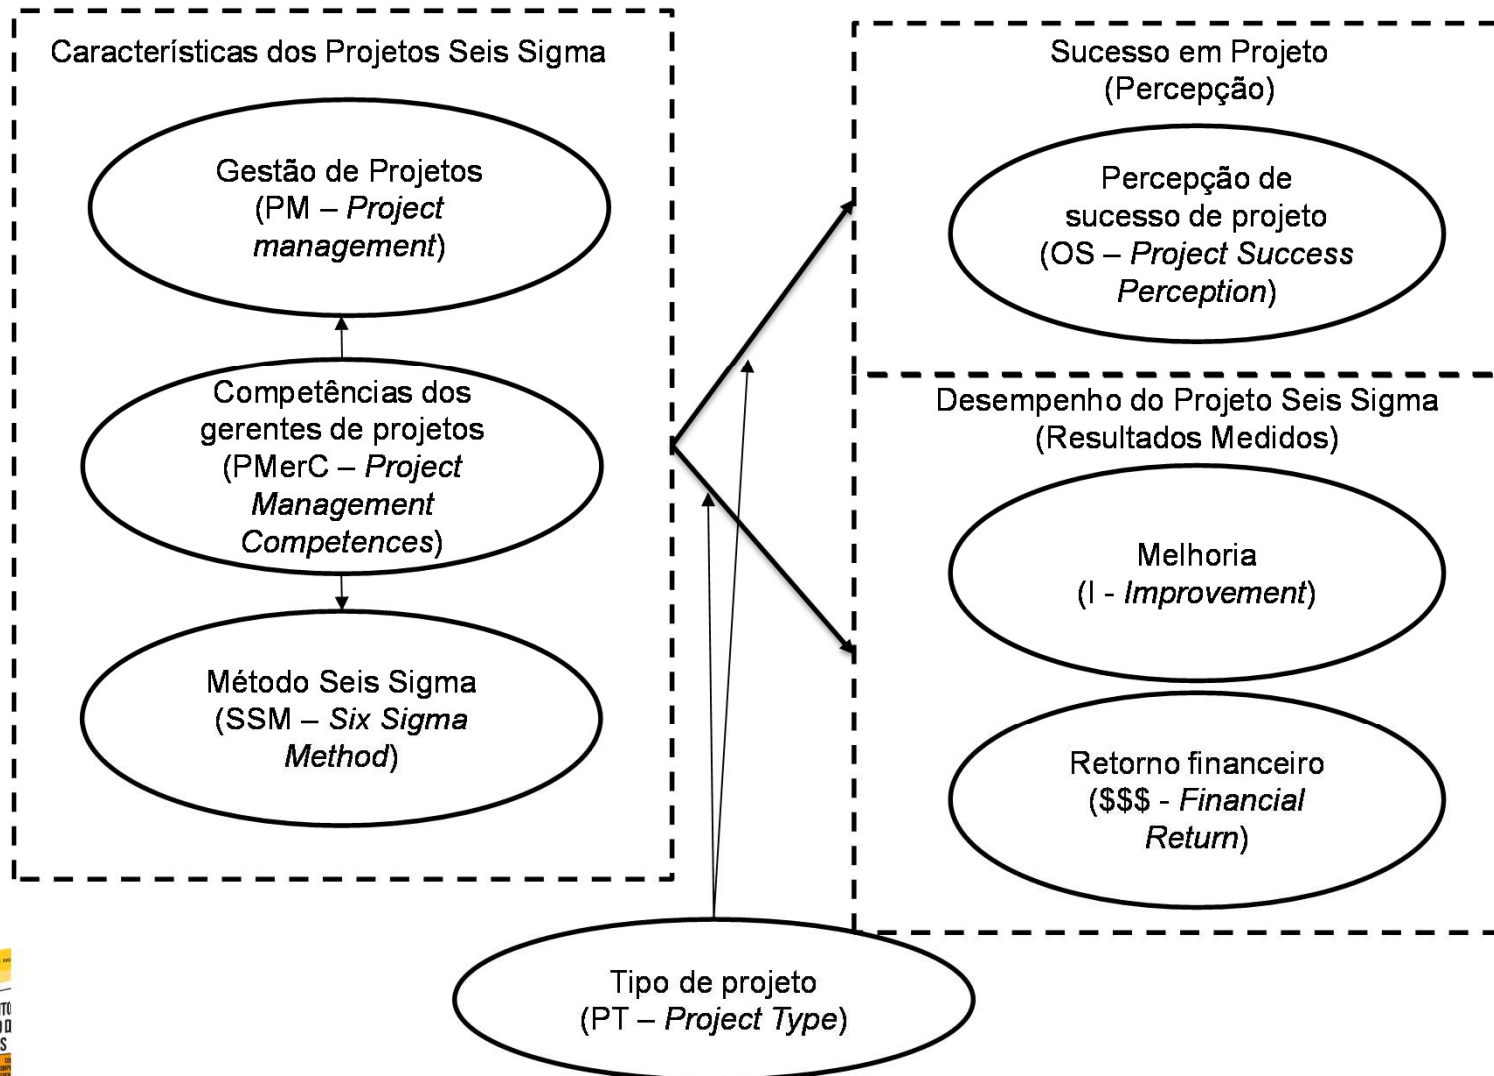 Características dos Projetos Seis Sigma
Gestão de Projetos
(PM – Project
management)
Competências dos
gerentes de projetos
(PMerC – Project
Management
Competences)
Método Seis Sigma
(SSM – Six Sigma
Method)
Sucesso em Projeto
(Percepção)
Percepção de
sucesso de projeto
(OS – Project Success
Perception)
Desempenho do Projeto Seis Sigma
(Resultados Medidos)
Melhoria
(I - Improvement)
Retorno financeiro
($$$ - Financial
Return)
Tipo de projeto
(PT – Project Type)